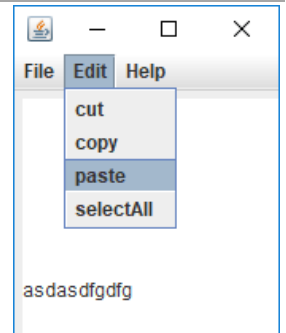 File Edit Help
cut
copy
paste
selectAll
asdasdfgdfg